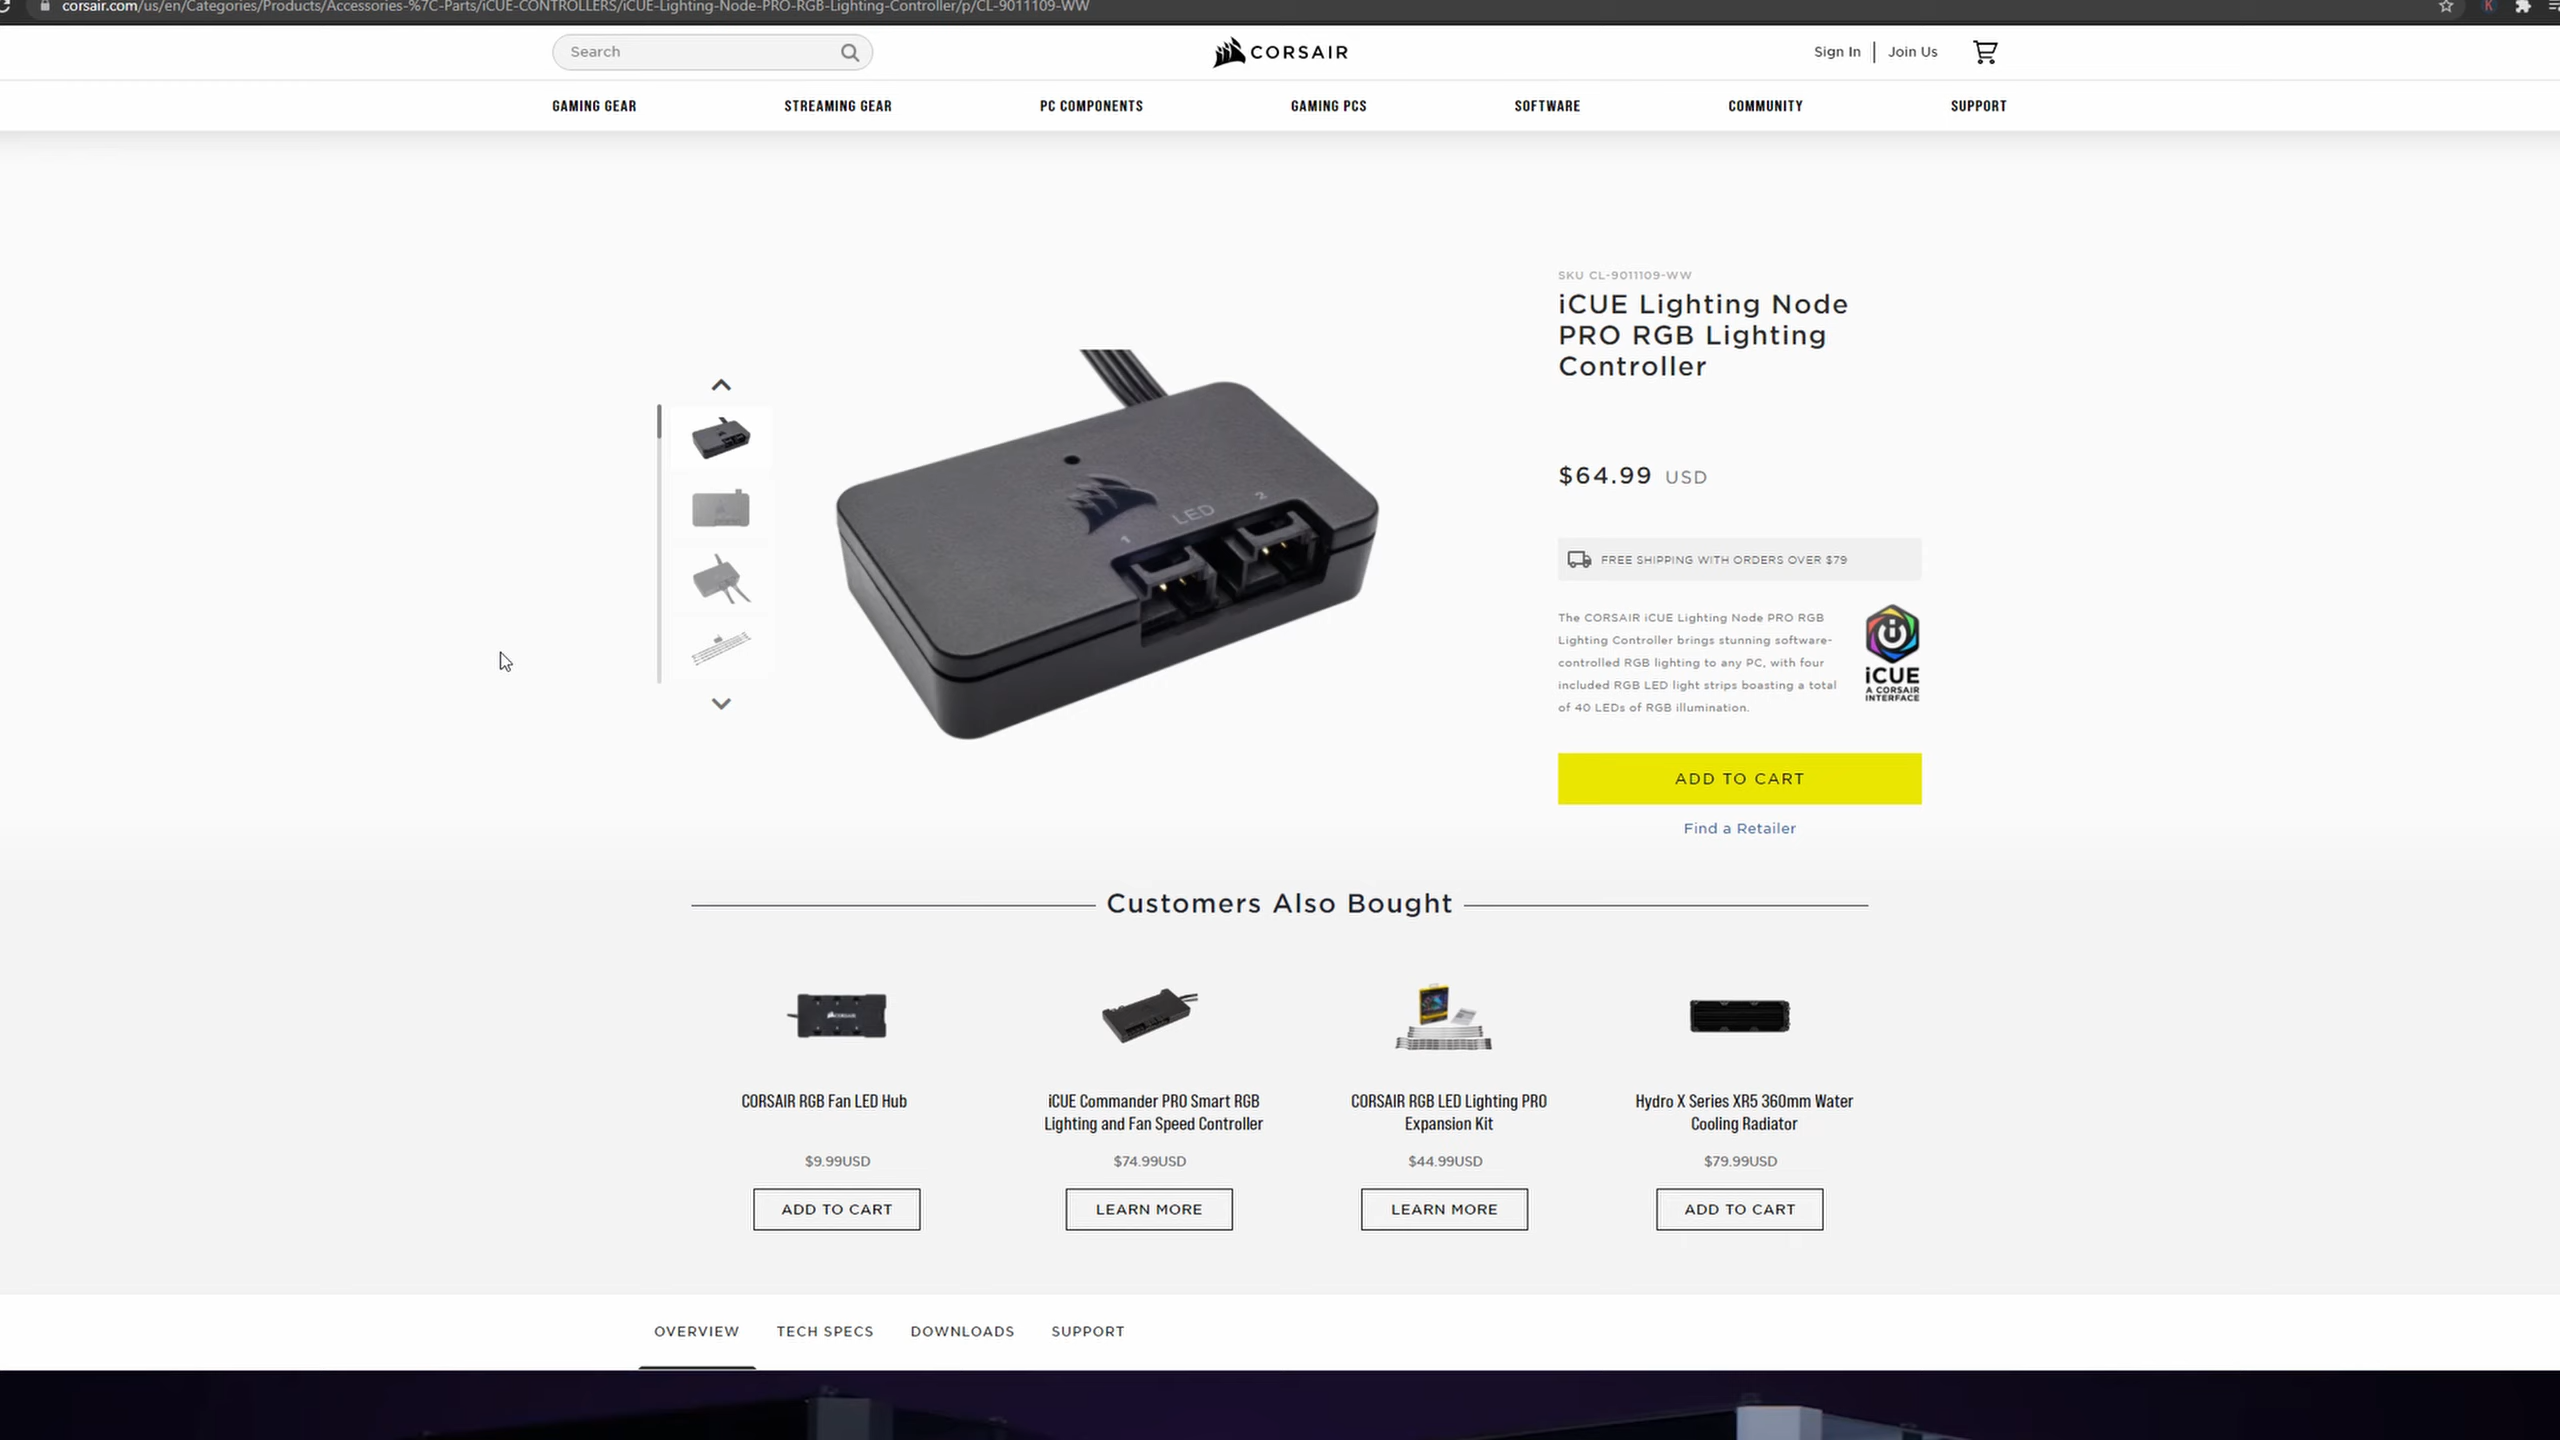 corsair.com/us/en/Categories/Products/Accessories-%7C-Parts/iCUE-CONTROLLERS/iCUE-Lighting-Node-PRO-RGB-Lighting-Controller/p/CL-9011109-WW
K
Search
CORSAIR
Sign In
Join Us
GAMING GEAR
STREAMING GEAR
PC COMPONENTS
GAMING PCS
SOFTWARE
COMMUNITY
SUPPORT
SKU CL-9011109-WW
iCUE Lighting Node
PRO RGB Lighting
Controller
$64.99 USD
FREE SHIPPING WITH ORDERS OVER $79
The CORSAIR iCUE Lighting Node PRO RGB
Lighting Controller brings stunning software-
controlled RGB lighting to any PC, with four
included RGB LED light strips boasting a total
of 40 LEDs of RGB illumination.
iCUE
A CORSAIR
INTERFACE
LED
1
2
ADD TO CART
Find a Retailer
Customers Also Bought
CORSAIR
CORSAIR RGB Fan LED Hub
$9.99USD
ADD TO CART
iCUE Commander PRO Smart RGB
Lighting and Fan Speed Controller
$74.99USD
LEARN MORE
CORSAIR RGB LED Lighting PRO
Expansion Kit
$44.99USD
LEARN MORE
Hydro X Series XR5 360mm Water
Cooling Radiator
$79.99USD
ADD TO CART
OVERVIEW
TECH SPECS
DOWNLOADS
SUPPORT